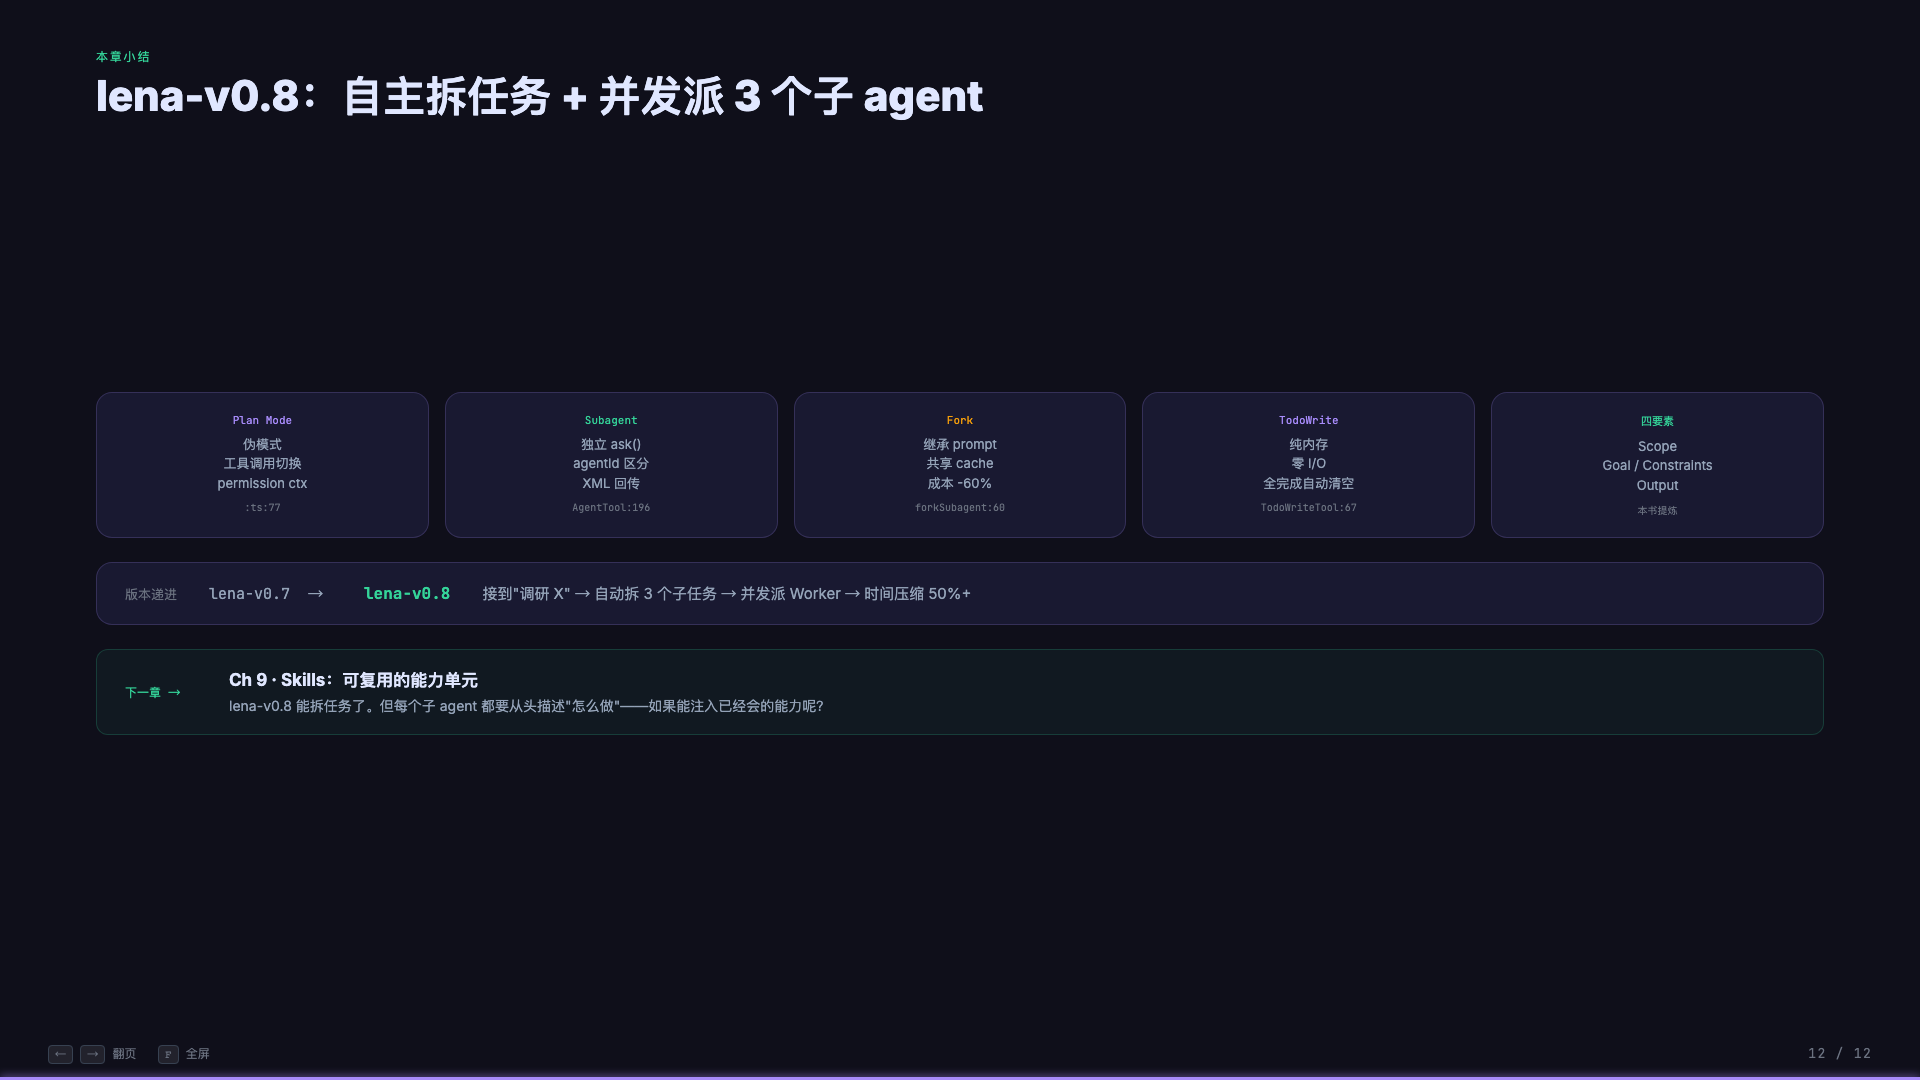 本章小结
lena-v0.8：自主拆任务 + 并发派 3 个子 agent
Plan Mode
伪模式
工具调用切换
permission ctx
:ts:77
Subagent
独立 ask()
agentId 区分
XML 回传
AgentTool:196
Fork
继承 prompt
共享 cache
成本 -60%
forkSubagent:60
TodoWrite
纯内存
零 I/O
全完成自动清空
TodoWriteTool:67
四要素
Scope
Goal / Constraints
Output
本书提炼
版本递进 lena-v0.7 → lena-v0.8 接到"调研 X" → 自动拆 3 个子任务 → 并发派 Worker → 时间压缩 50%+
下一章 →
Ch 9 · Skills：可复用的能力单元
lena-v0.8 能拆任务了。但每个子 agent 都要从头描述"怎么做"——如果能注入已经会的能力呢?
← → 翻页 F 全屏
12 / 12